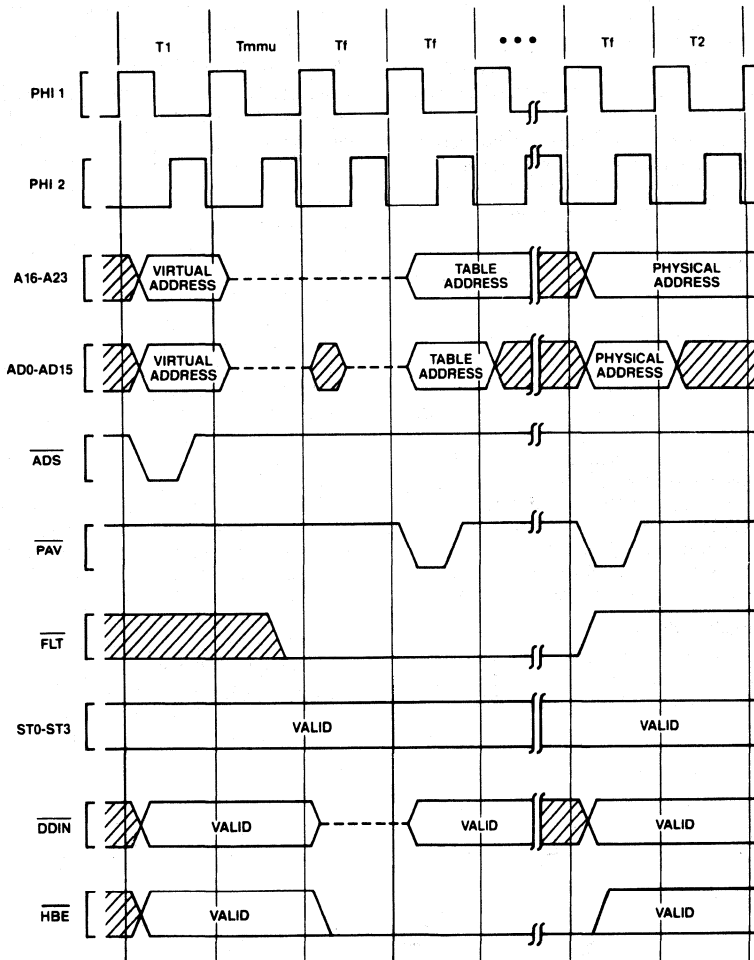 T1 Tmmu Tf Tf ••• Tf T2
PHI 1
PHI 2
A16-A23 VIRTUAL ADDRESS TABLE ADDRESS PHYSICAL ADDRESS
AD0-AD15 VIRTUAL ADDRESS TABLE ADDRESS PHYSICAL ADDRESS
ADS
PAV
FLT
ST0-ST3 VALID VALID
DDIN VALID VALID VALID
HBE VALID VALID